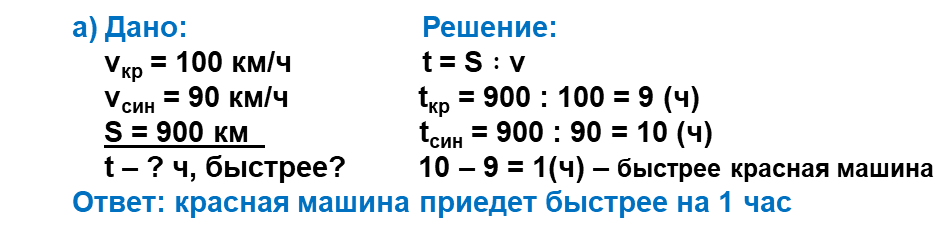 а) Дано: Решение:
vкр = 100 км/ч t = S : v
vсин = 90 км/ч tкр = 900 : 100 = 9 (ч)
S = 900 км tсин = 900 : 90 = 10 (ч)
t – ? ч, быстрее? 10 – 9 = 1(ч) – быстрее красная машина
Ответ: красная машина приедет быстрее на 1 час